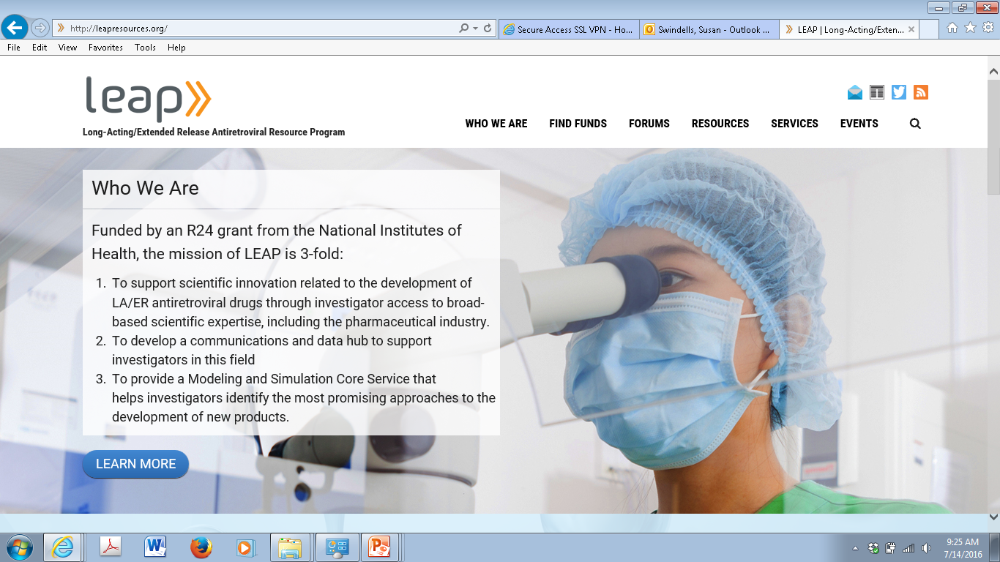 http://leapresources.org/
Secure Access SSL VPN - Ho...
Swindells, Susan - Outlook ...
LEAP | Long-Acting/Exten...
File Edit View Favorites Tools Help
leap
Long-Acting/Extended Release Antiretroviral Resource Program
WHO WE ARE FIND FUNDS FORUMS RESOURCES SERVICES EVENTS
Who We Are
Funded by an R24 grant from the National Institutes of
Health, the mission of LEAP is 3-fold:
1. To support scientific innovation related to the development of
LA/ER antiretroviral drugs through investigator access to broad-
based scientific expertise, including the pharmaceutical industry.
2. To develop a communications and data hub to support
investigators in this field
3. To provide a Modeling and Simulation Core Service that
helps investigators identify the most promising approaches to the
development of new products.
LEARN MORE
9:25 AM
7/14/2016